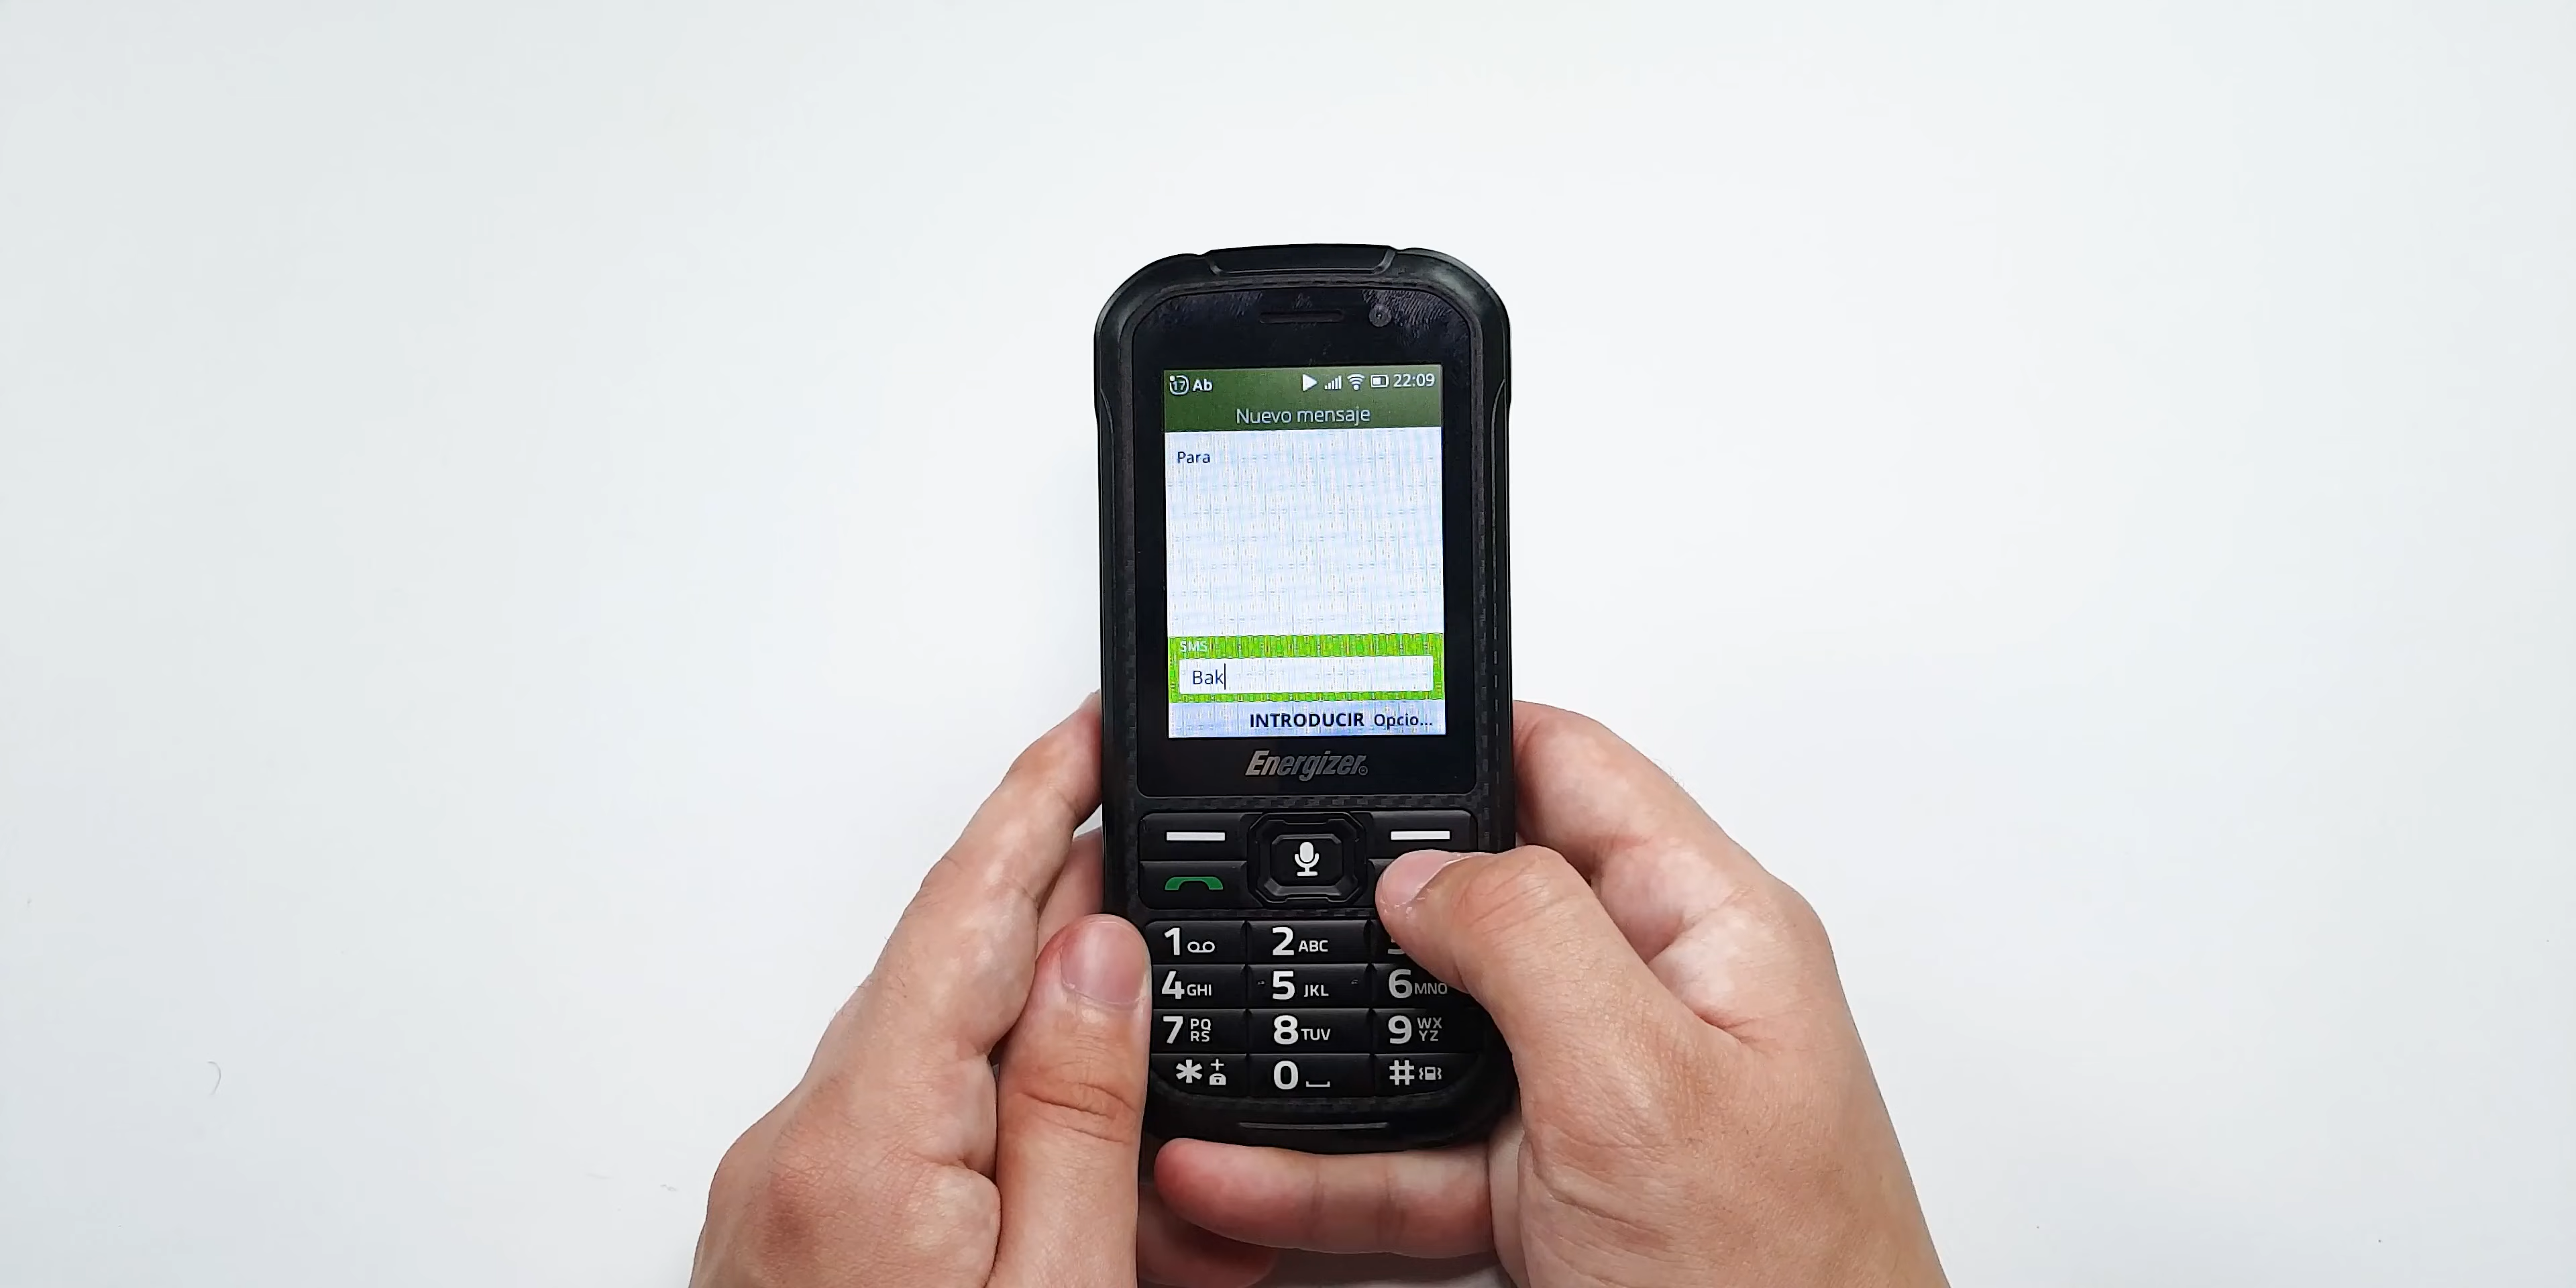 17 Ab 22:09
Nuevo mensaje
Para
SMS
Bak
INTRODUCIR Opcio...
Energizer
1 2 ABC
4 GHI 5 JKL 6 MNO
7 PQRS 8 TUV 9 WXYZ
* + 0 #